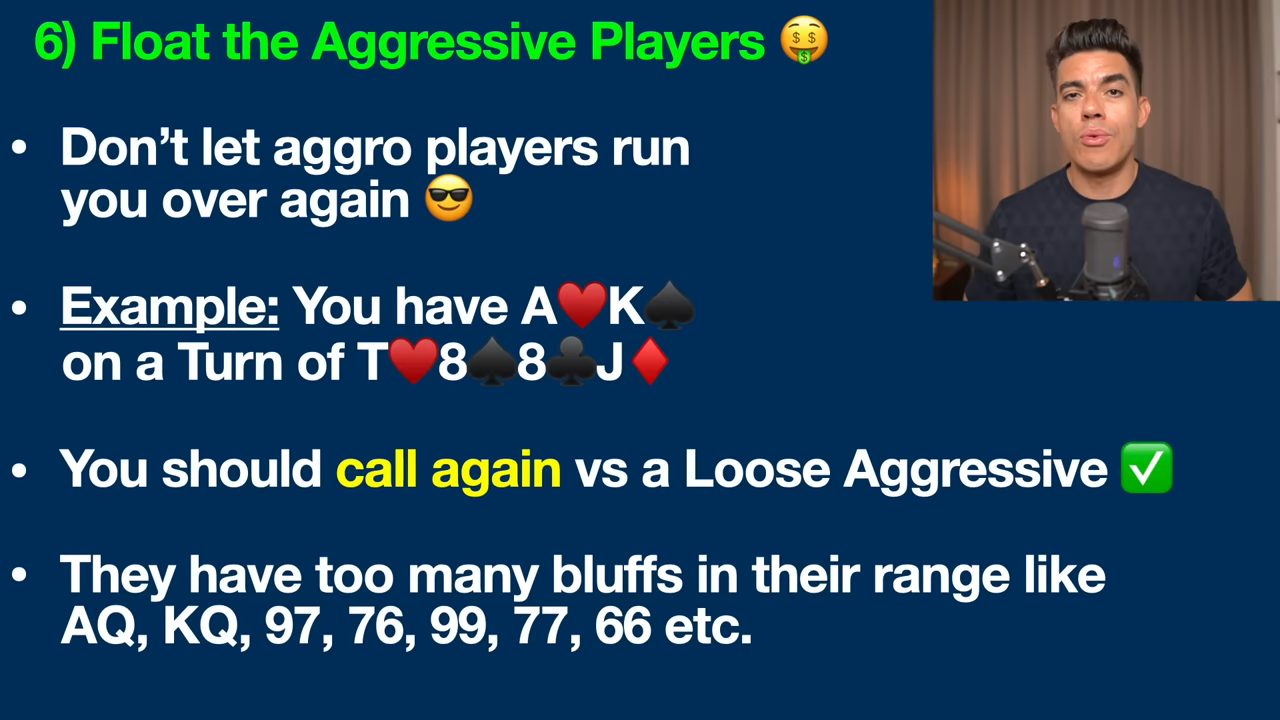 6) Float the Aggressive Players 🤑
• Don’t let aggro players run
you over again 😎
• Example: You have A♥️K♠️
on a Turn of T♥️8♠️8♣️J♦️
• You should call again vs a Loose Aggressive ✅
• They have too many bluffs in their range like
AQ, KQ, 97, 76, 99, 77, 66 etc.